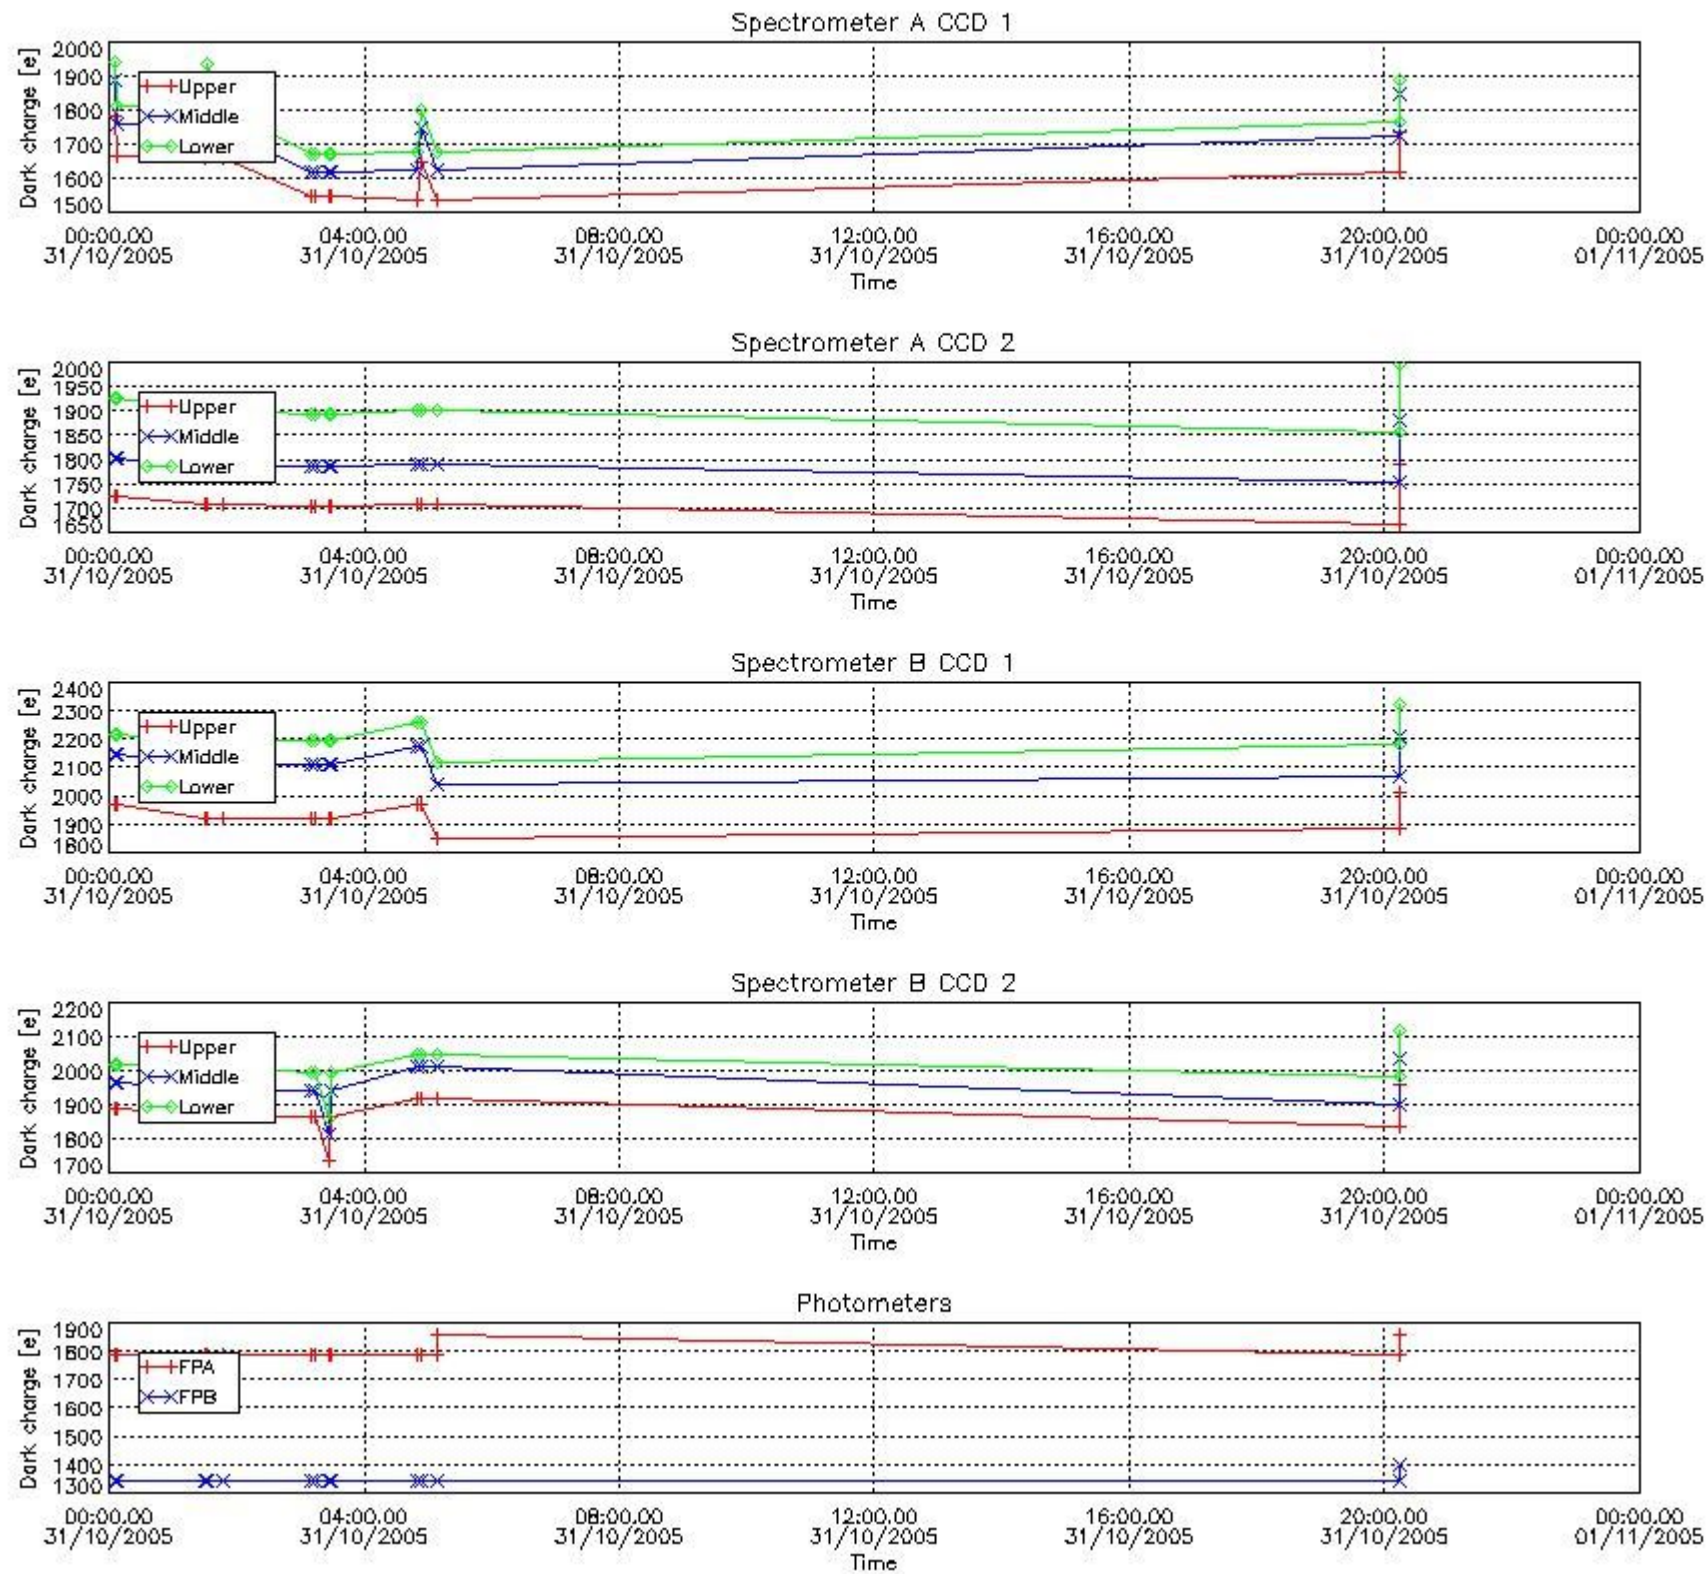 Spectrometer A CCD 1
Dark charge [e]
2000
1900
1800
1700
1600
1500
Upper
Middle
Lower
00:00.00 04:00.00 08:00.00 12:00.00 16:00.00 20:00.00 00:00.00
31/10/2005 31/10/2005 31/10/2005 31/10/2005 31/10/2005 31/10/2005 01/11/2005
Time
Spectrometer A CCD 2
Dark charge [e]
2000
1950
1900
1850
1800
1750
1700
1650
Upper
Middle
Lower
00:00.00 04:00.00 08:00.00 12:00.00 16:00.00 20:00.00 00:00.00
31/10/2005 31/10/2005 31/10/2005 31/10/2005 31/10/2005 31/10/2005 01/11/2005
Time
Spectrometer B CCD 1
Dark charge [e]
2400
2300
2200
2100
2000
1900
1800
Upper
Middle
Lower
00:00.00 04:00.00 08:00.00 12:00.00 16:00.00 20:00.00 00:00.00
31/10/2005 31/10/2005 31/10/2005 31/10/2005 31/10/2005 31/10/2005 01/11/2005
Time
Spectrometer B CCD 2
Dark charge [e]
2200
2100
2000
1900
1800
1700
Upper
Middle
Lower
00:00.00 04:00.00 08:00.00 12:00.00 16:00.00 20:00.00 00:00.00
31/10/2005 31/10/2005 31/10/2005 31/10/2005 31/10/2005 31/10/2005 01/11/2005
Time
Photometers
Dark charge [e]
1900
1800
1700
1600
1500
1400
1300
FPA
FPB
00:00.00 04:00.00 08:00.00 12:00.00 16:00.00 20:00.00 00:00.00
31/10/2005 31/10/2005 31/10/2005 31/10/2005 31/10/2005 31/10/2005 01/11/2005
Time